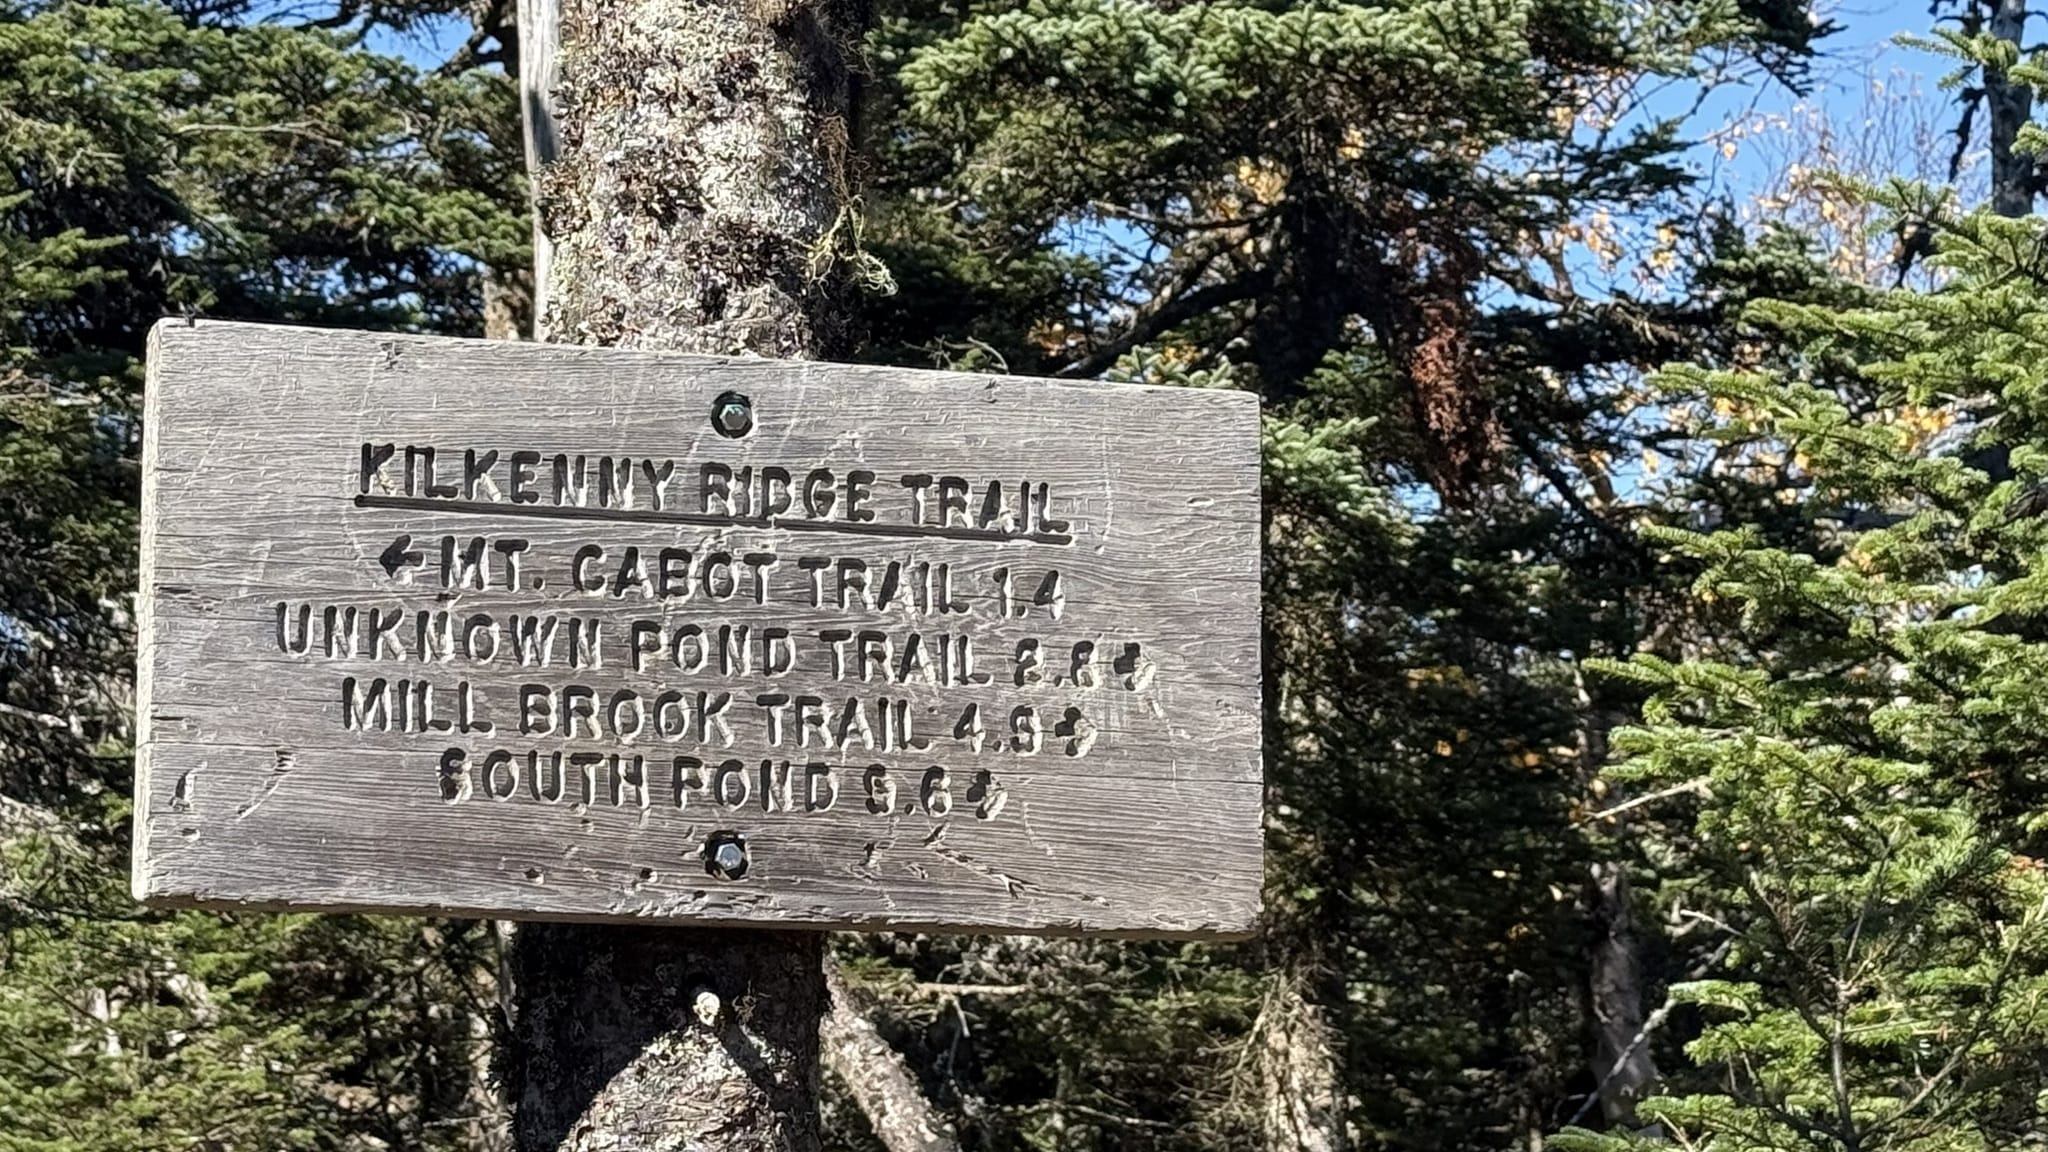 KILKENNY RIDGE TRAIL
← MT. CABOT TRAIL 1.4
UNKNOWN POND TRAIL 2.8 →
MILL BROOK TRAIL 4.9 →
SOUTH POND 9.6 →